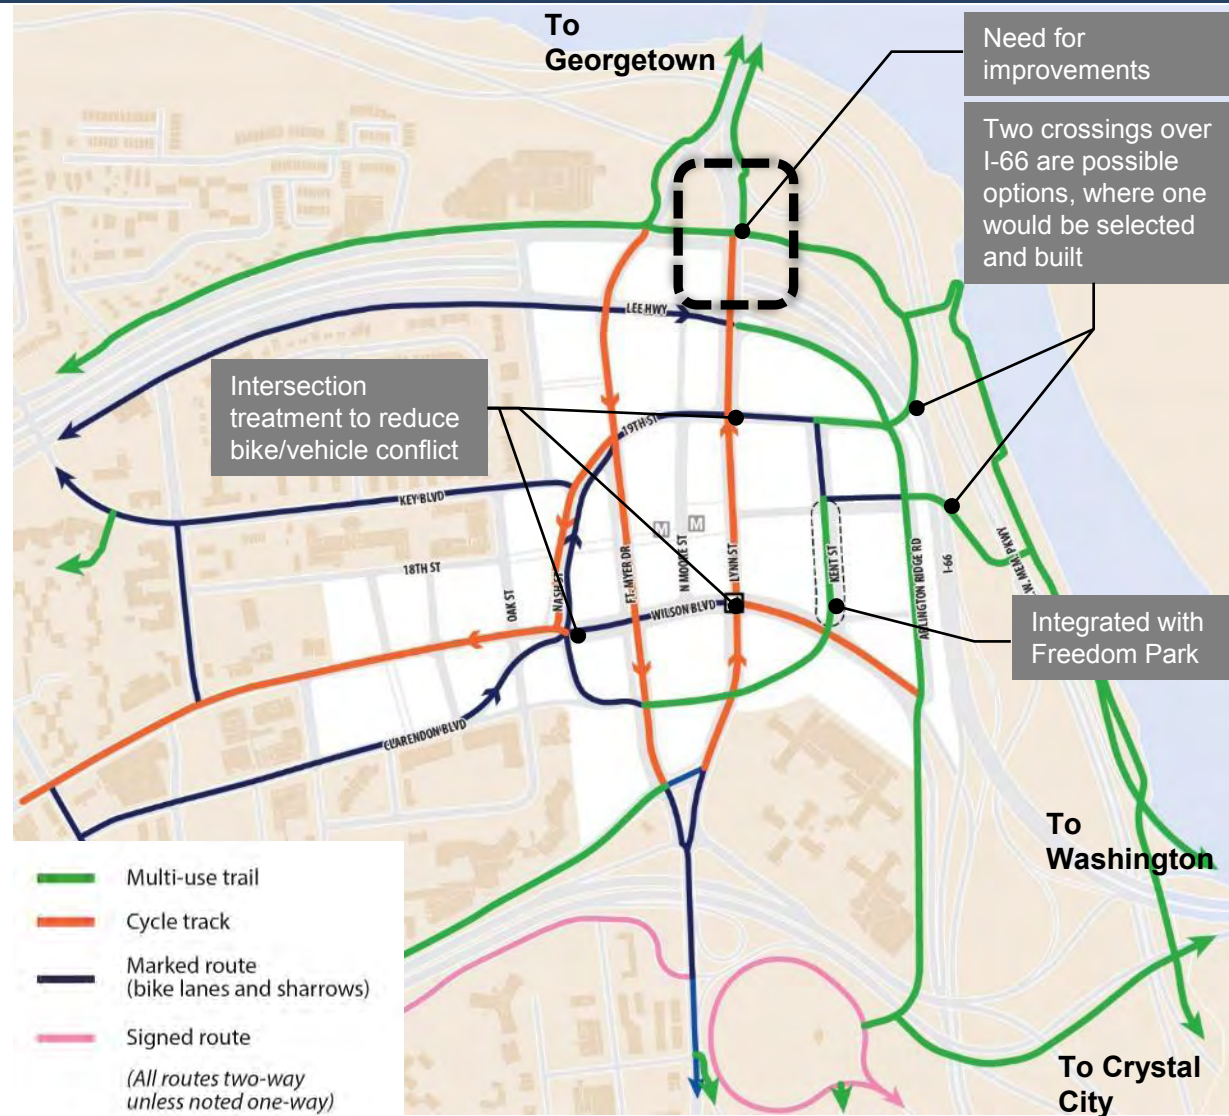 To
Georgetown
Need for
improvements
Two crossings over
I-66 are possible
options, where one
would be selected
and built
LEE HWY
Intersection
treatment to reduce
bike/vehicle conflict
19TH ST
KEY BLVD
M
M
18TH ST
OAK ST
NASH ST
FT. MYER DR
N MOORE ST
LYNN ST
KENT ST
ARLINGTON RIDGE RD
I-66
W. MEM. PKWY
WILSON BLVD
Integrated with
Freedom Park
CLARENDON BLVD
To
Washington
Multi-use trail
Cycle track
Marked route
(bike lanes and sharrows)
Signed route
(All routes two-way
unless noted one-way)
To Crystal
City